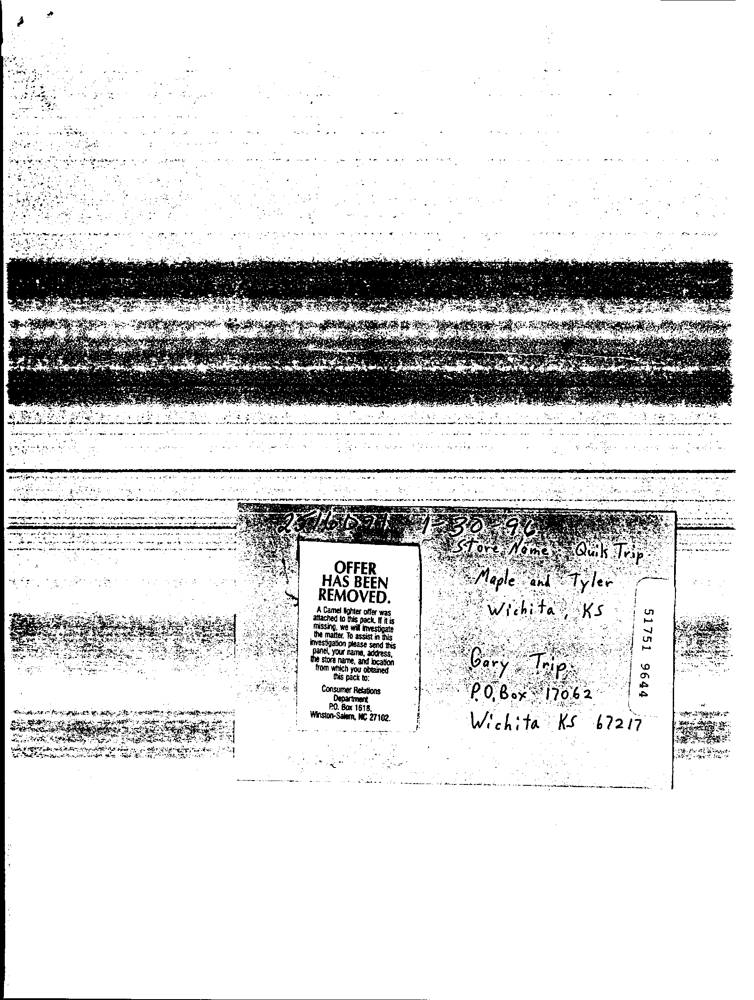 1-30-96
Store Name Quik Trip
Maple and Tyler
Wichita, KS
OFFER
HAS BEEN
REMOVED.
A Camel lighter offer was
attached to this pack. If it is
missing, we will investigate
the matter. To assist in this
investigation please send this
panel, your name, address,
the store name, and location
from which you obtained
this pack to:
Consumer Relations
Department
P.O. Box 1618,
Winston-Salem, NC 27102.
Gary Trip
P.O. Box 17062
Wichita KS 67217
51751 9644